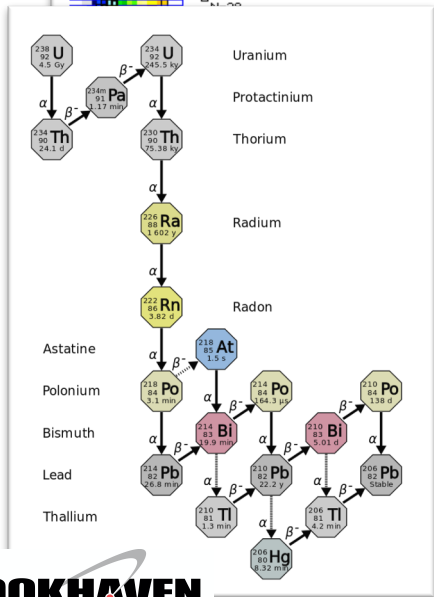 N=28
238 92 U 4.5 Gy
234 92 U 245.5 ky
Uranium
β⁻
234m 91 Pa 1.17 min
Protactinium
α
β⁻
α
234 90 Th 24.1 d
230 90 Th 75.38 ky
Thorium
α
226 88 Ra 1 602 y
Radium
α
222 86 Rn 3.82 d
Radon
Astatine
α
β⁻
218 85 At 1.5 s
Polonium
218 84 Po 3.1 min
214 84 Po 164.3 µs
210 84 Po 138 d
α
β⁻
β⁻
Bismuth
214 83 Bi 19.9 min
210 83 Bi 5.01 d
α
β⁻
α
β⁻
α
Lead
214 82 Pb 26.8 min
210 82 Pb 22.2 y
206 82 Pb Stable
α
β⁻
α
β⁻
Thallium
210 81 Tl 1.3 min
206 81 Tl 4.2 min
α
β⁻
206 80 Hg 8.32 min
OOKHAVEN